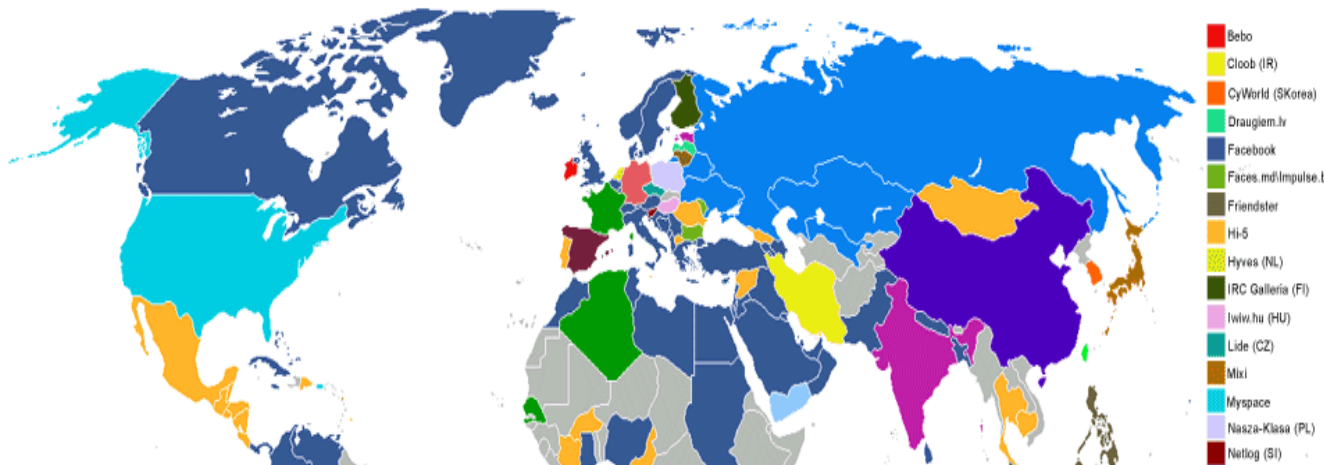 Bebo
Cloob (IR)
CyWorld (SKorea)
Draugiem.lv
Facebook
Faces.md\Impulse.b
Friendster
Hi-5
Hyves (NL)
IRC Galleria (FI)
Iwiw.hu (HU)
Lide (CZ)
Mixi
Myspace
Nasza-Klasa (PL)
Netlog (SI)